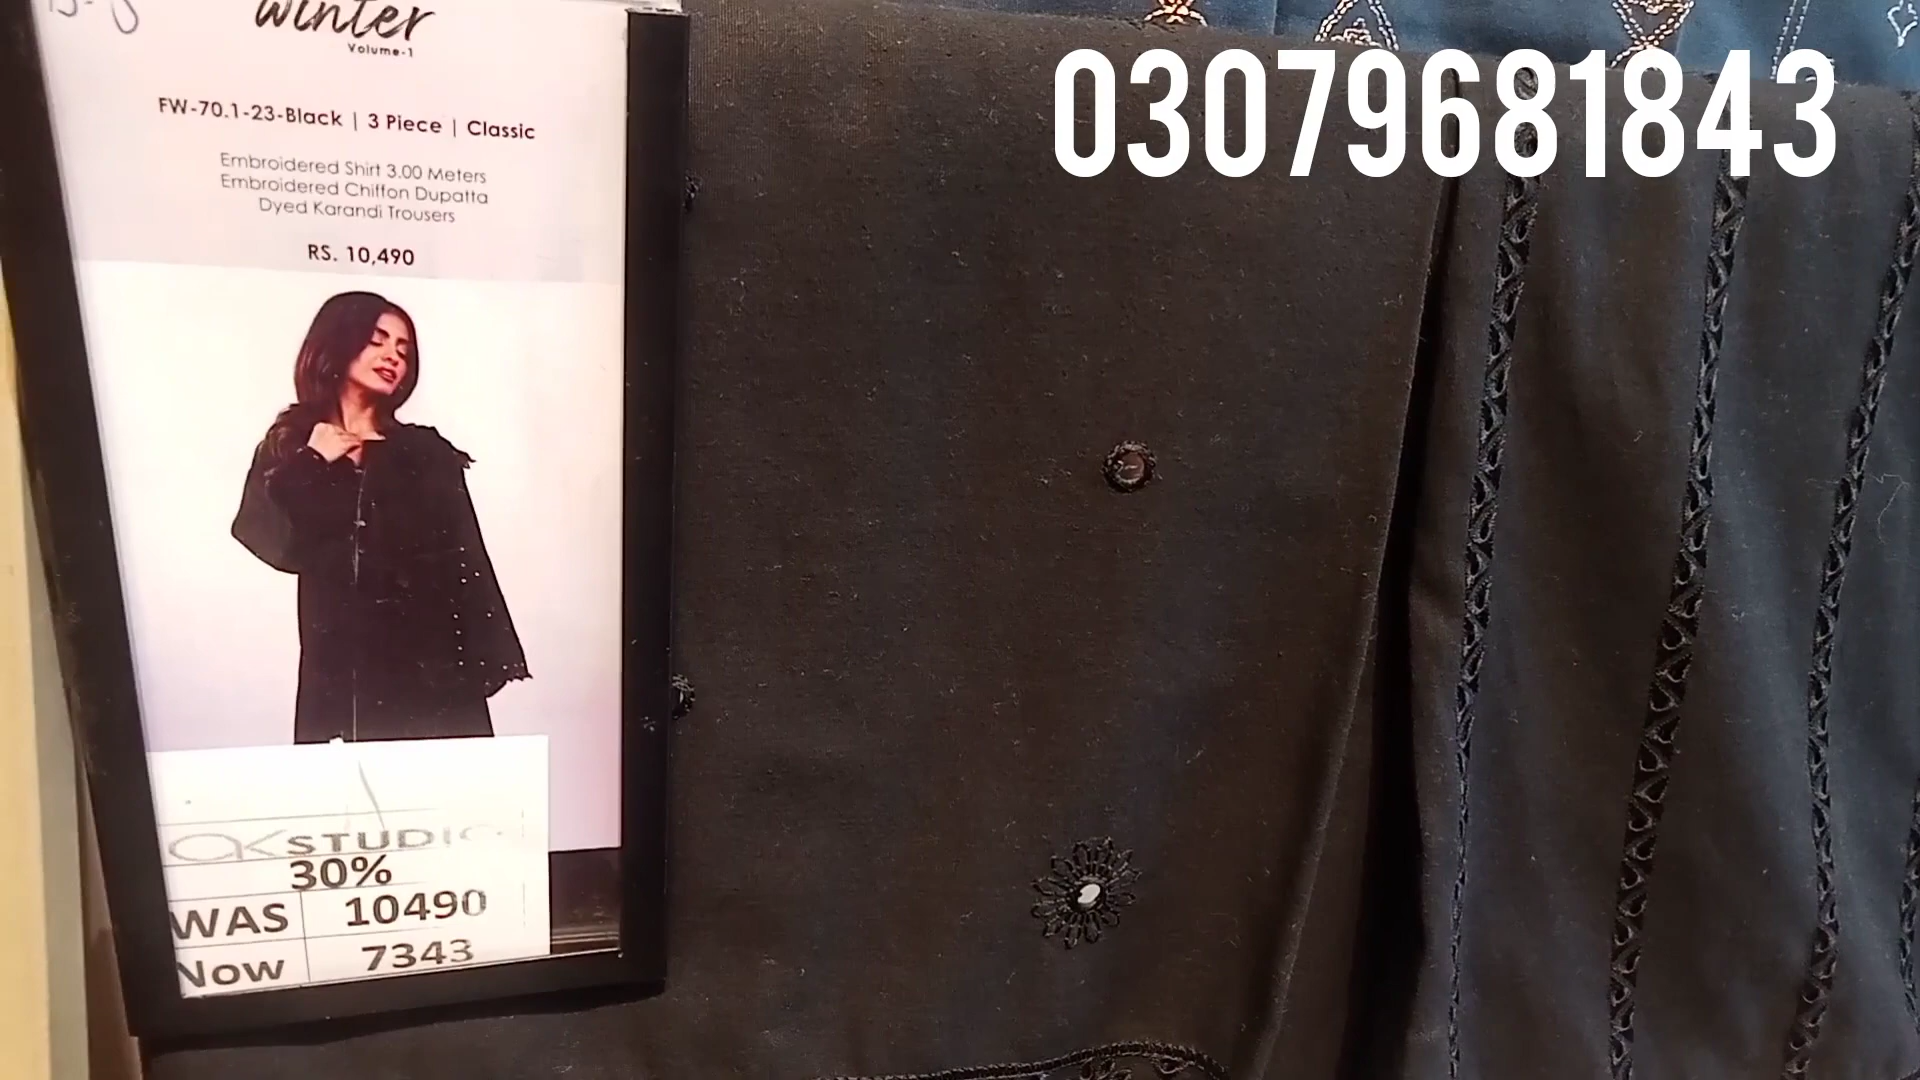 winter
Volume-1
FW-70.1-23-Black | 3 Piece | Classic
Embroidered Shirt 3.00 Meters
Embroidered Chiffon Dupatta
Dyed Karandi Trousers
RS. 10,490
STUDIO
30%
WAS 10490
Now 7343
03079681843